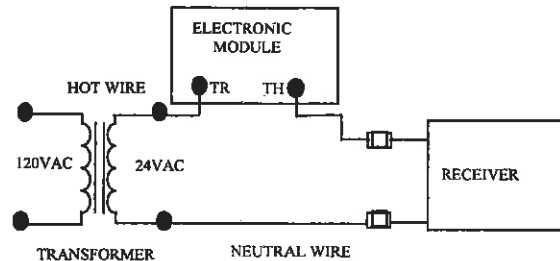 ELECTRONIC
MODULE
HOT WIRE
TR
TH
120VAC
24VAC
RECEIVER
TRANSFORMER
NEUTRAL WIRE